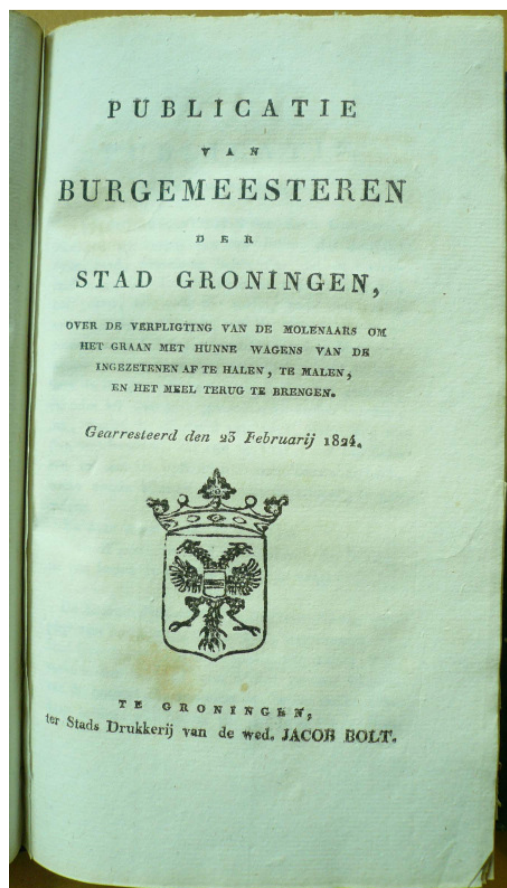 PUBLICATIE
VAN
BURGEMEESTEREN
DER
STAD GRONINGEN,
OVER DE VERPLIGTING VAN DE MOLENAARS OM
HET GRAAN MET HUNNE WAGENS VAN DE
INGEZETENEN AF TE HALEN, TE MALEN,
EN HET MEEL TERUG TE BRENGEN.
Gearresteerd den 23 Februarij 1824.
TE GRONINGEN,
ter Stads Drukkerij van de wed. JACOB BOLT.